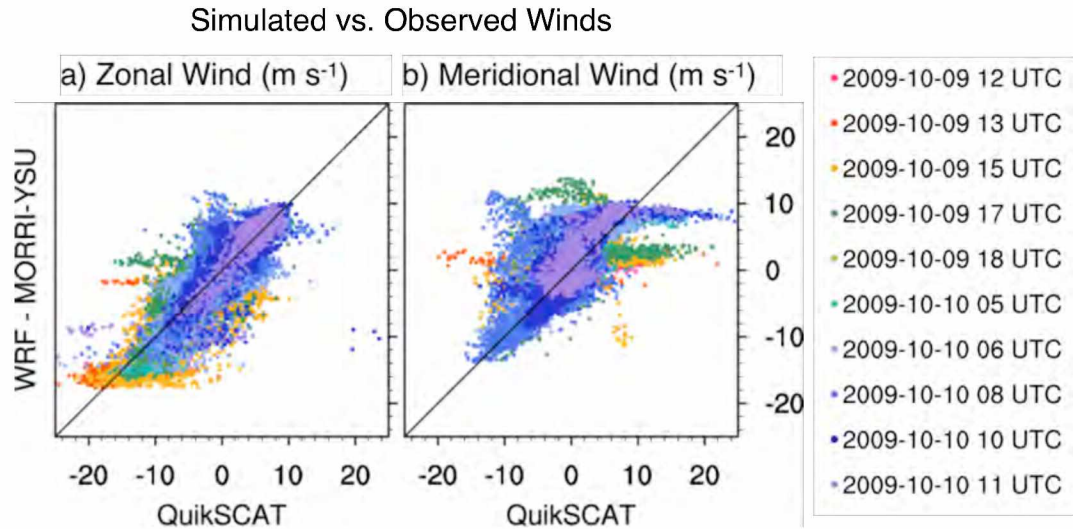 Simulated vs. Observed Winds
a) Zonal Wind (m s-1)
b) Meridional Wind (m s-1)
WRF - MORRI-YSU
20
10
0
-10
-20
-20 -10 0 10 20
-20 -10 0 10 20
QuikSCAT
QuikSCAT
2009-10-09 12 UTC
2009-10-09 13 UTC
2009-10-09 15 UTC
2009-10-09 17 UTC
2009-10-09 18 UTC
2009-10-10 05 UTC
2009-10-10 06 UTC
2009-10-10 08 UTC
2009-10-10 10 UTC
2009-10-10 11 UTC